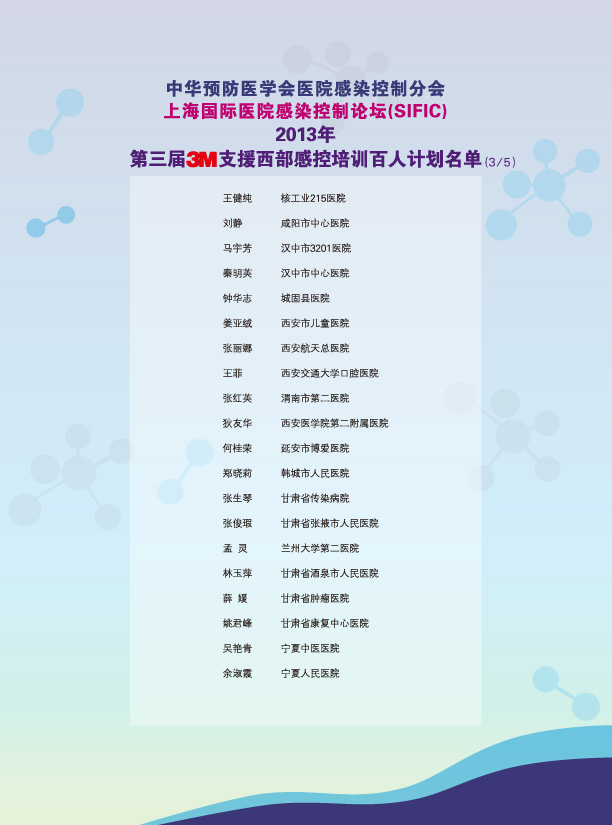 中华预防医学会医院感染控制分会
上海国际医院感染控制论坛(SIFIC)
2013年
第三届3M支援西部感控培训百人计划名单(3/5)
王健纯 核工业215医院
刘静 咸阳市中心医院
马宇芳 汉中市3201医院
秦明英 汉中市中心医院
钟华志 城固县医院
姜亚绒 西安市儿童医院
张丽娜 西安航天总医院
王菲 西安交通大学口腔医院
张红英 渭南市第二医院
狄友华 西安医学院第二附属医院
何桂荣 延安市博爱医院
郑晓莉 韩城市人民医院
张生琴 甘肃省传染病院
张俊瑕 甘肃省张掖市人民医院
孟 灵 兰州大学第二医院
林玉萍 甘肃省酒泉市人民医院
薛 媛 甘肃省肿瘤医院
姚君峰 甘肃省康复中心医院
吴艳青 宁夏中医医院
余淑霞 宁夏人民医院